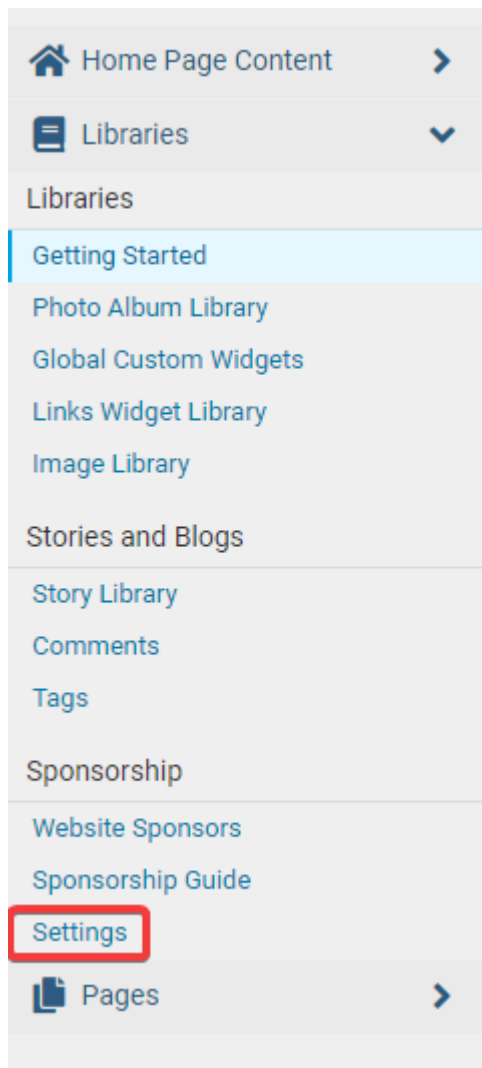 Home Page Content
Libraries
Libraries
Getting Started
Photo Album Library
Global Custom Widgets
Links Widget Library
Image Library
Stories and Blogs
Story Library
Comments
Tags
Sponsorship
Website Sponsors
Sponsorship Guide
Settings
Pages